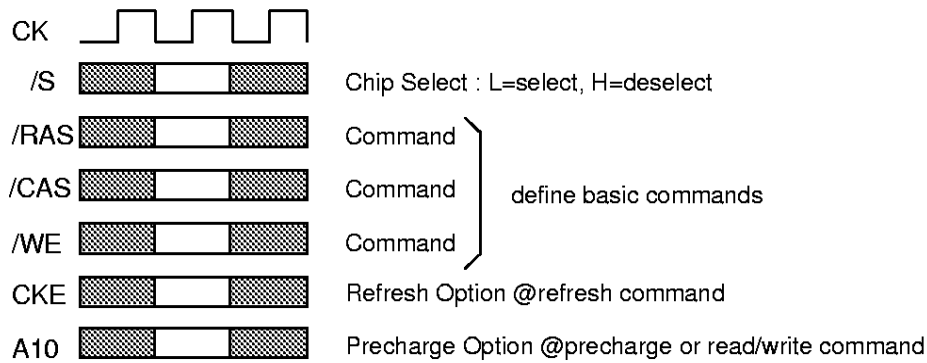 CK
/S Chip Select : L=select, H=deselect
/RAS Command
/CAS Command define basic commands
/WE Command
CKE Refresh Option @refresh command
A10 Precharge Option @precharge or read/write command